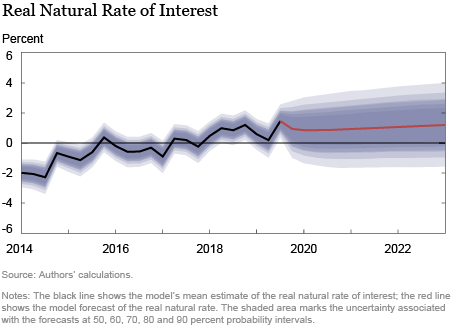 Real Natural Rate of Interest
Percent
6
4
2
0
-2
-4
-6
2014
2016
2018
2020
2022
Source: Authors' calculations.
Notes: The black line shows the model's mean estimate of the real natural rate of interest; the red line
shows the model forecast of the real natural rate. The shaded area marks the uncertainty associated
with the forecasts at 50, 60, 70, 80 and 90 percent probability intervals.